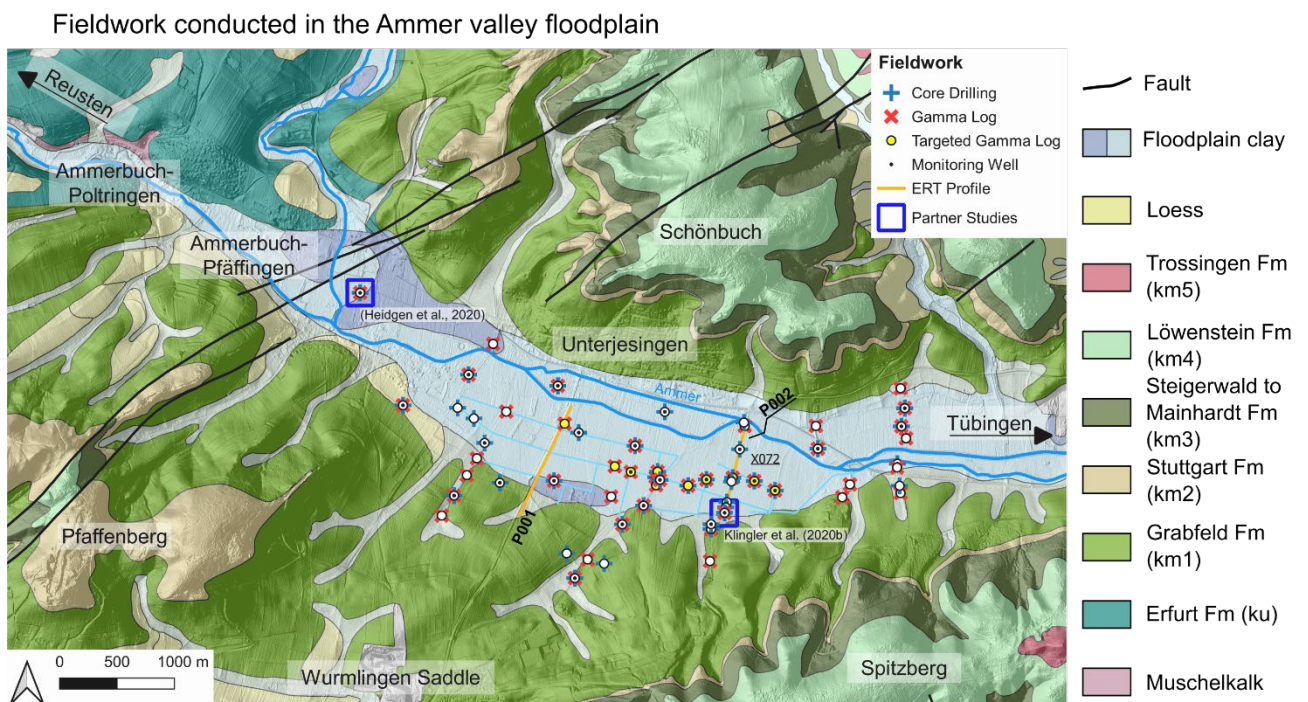 Fieldwork conducted in the Ammer valley floodplain
Reusten
Ammerbuch-
Poltringen
Ammerbuch-
Pfäffingen
(Heidgen et al., 2020)
Schönbuch
Unterjesingen
Ammer
P002
Tübingen
X072
P001
Klingler et al. (2020b)
Pfaffenberg
Wurmlingen Saddle
Spitzberg
0 500 1000 m
Fieldwork
Core Drilling
Gamma Log
Targeted Gamma Log
Monitoring Well
ERT Profile
Partner Studies
Fault
Floodplain clay
Loess
Trossingen Fm
(km5)
Löwenstein Fm
(km4)
Steigerwald to
Mainhardt Fm
(km3)
Stuttgart Fm
(km2)
Grabfeld Fm
(km1)
Erfurt Fm (ku)
Muschelkalk